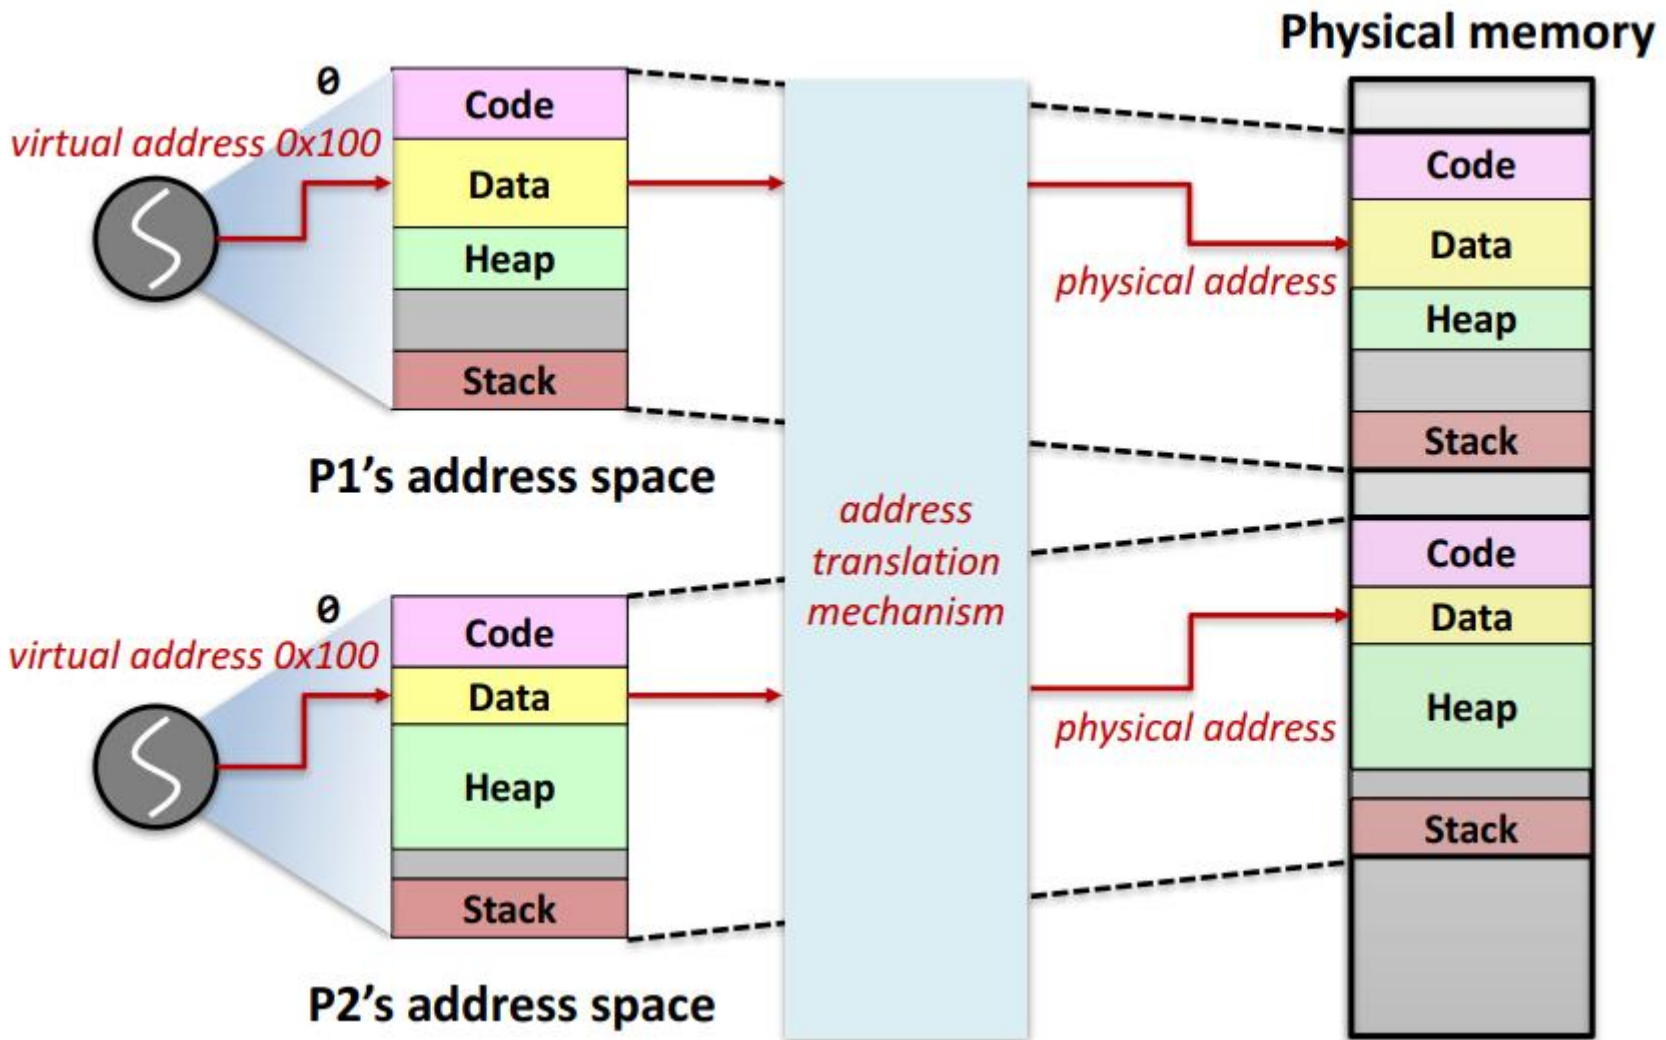 Physical memory
0
virtual address 0x100
Code
Data
Heap
Stack
P1's address space
0
virtual address 0x100
Code
Data
Heap
Stack
P2's address space
address
translation
mechanism
physical address
physical address
Code
Data
Heap
Stack
Code
Data
Heap
Stack